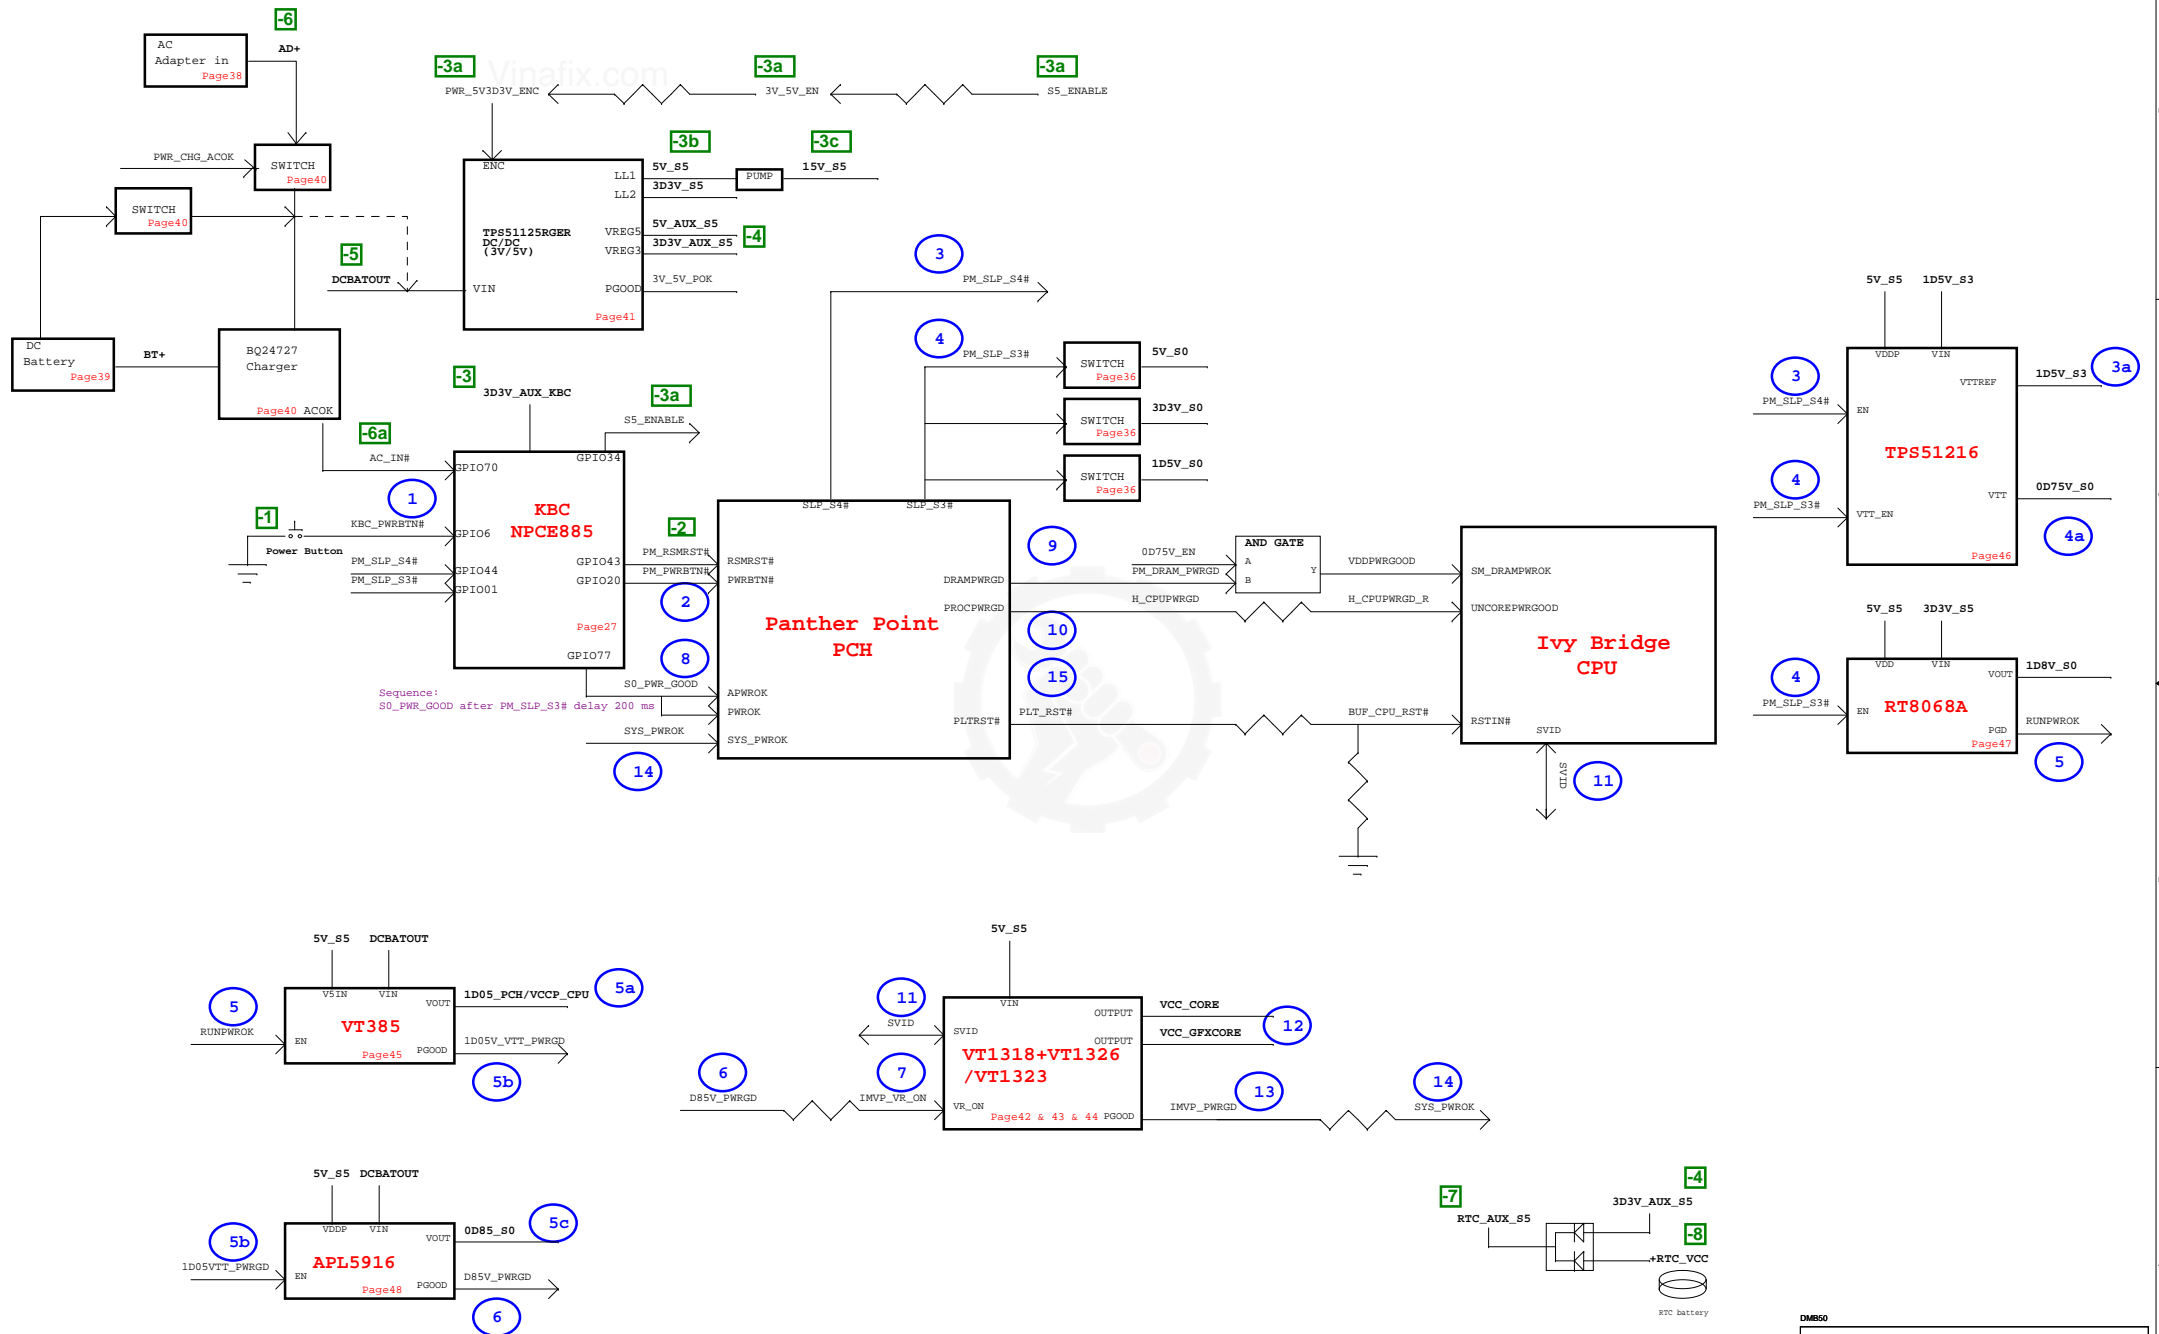 -6
AC
Adapter in
Page38
AD+
PWR_CHG_ACOK
SWITCH
Page40
SWITCH
Page40
-5
DCBATOUT
DC
Battery
Page39
BT+
BQ24727
Charger
Page40 ACOK
-6a
AC_IN#
Vinafix.com
-3a
PWR_5V3D3V_ENC
-3a
3V_5V_EN
-3a
S5_ENABLE
ENC
TPS51125RGER
DC/DC
(3V/5V)
VIN
LL1
LL2
VREG5
VREG3
PGOOD
Page41
-3b
5V_S5
3D3V_S5
PUMP
-3c
15V_S5
5V_AUX_S5
3D3V_AUX_S5
-4
3V_5V_POK
-3
3D3V_AUX_KBC
-3a
S5_ENABLE
GPIO70
GPIO34
KBC
NPCE885
GPIO6
GPIO44
GPIO01
GPIO43
GPIO20
Page27
GPIO77
1
-1
KBC_PWRBTN#
Power Button
PM_SLP_S4#
PM_SLP_S3#
-2
PM_RSMRST#
PM_PWRBTN#
2
8
S0_PWR_GOOD
Sequence:
S0_PWR_GOOD after PM_SLP_S3# delay 200 ms
SYS_PWROK
14
SLP_S4#
SLP_S3#
RSMRST#
PWRBTN#
Panther Point
PCH
APWROK
PWROK
SYS_PWROK
DRAMPWRGD
PROCPWRGD
PLTRST#
3
PM_SLP_S4#
4
PM_SLP_S3#
SWITCH
Page36
5V_S0
SWITCH
Page36
3D3V_S0
SWITCH
Page36
1D5V_S0
9
0D75V_EN
PM_DRAM_PWRGD
AND GATE
A
B
Y
VDDPWRGOOD
H_CPUPWRGD
H_CPUPWRGD_R
10
15
PLT_RST#
BUF_CPU_RST#
SM_DRAMPWROK
UNCOREPWRGOOD
Ivy Bridge
CPU
RSTIN#
SVID
SVID
11
5V_S5
1D5V_S3
VDDP
VIN
3
PM_SLP_S4#
EN
VTTREF
1D5V_S3
3a
TPS51216
4
PM_SLP_S3#
VTT_EN
VTT
0D75V_S0
4a
Page46
5V_S5
3D3V_S5
VDD
VIN
4
PM_SLP_S3#
EN
RT8068A
VOUT
1D8V_S0
PGD
RUNPWROK
Page47
5
5V_S5
DCBATOUT
V5IN
VIN
5
RUNPWROK
EN
VT385
Page45
VOUT
1D05_PCH/VCCP_CPU
5a
PGOOD
1D05V_VTT_PWRGD
5b
5V_S5
VIN
11
SVID
SVID
VT1318+VT1326
/VT1323
Page42 & 43 & 44
6
D85V_PWRGD
7
IMVP_VR_ON
VR_ON
OUTPUT
VCC_CORE
OUTPUT
VCC_GFXCORE
12
PGOOD
IMVP_PWRGD
13
14
SYS_PWROK
5V_S5
DCBATOUT
VDDP
VIN
5b
1D05VTT_PWRGD
EN
APL5916
Page48
VOUT
0D85_S0
5c
PGOOD
D85V_PWRGD
6
-7
RTC_AUX_S5
-4
3D3V_AUX_S5
-8
+RTC_VCC
RTC battery
DMB50